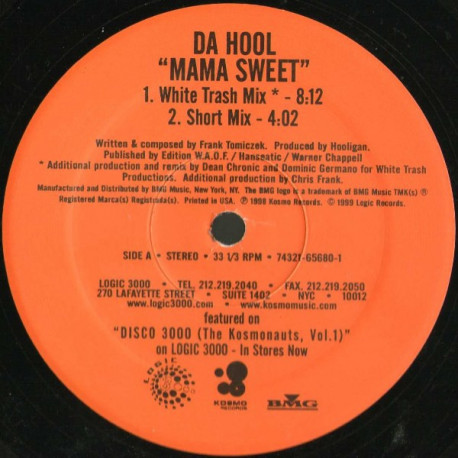 DA HOOL
"MAMA SWEET"
1. White Trash Mix * - 8:12
2. Short Mix - 4:02
Written & composed by Frank Tomiczek. Produced by Hooligan.
Published by Edition W.A.O.F. / Hanseatic / Warner Chappell
* Additional production and remix by Dean Chronic and Dominic Germano for White Trash
Productions. Additional production by Chris Frank.
Manufactured and Distributed by BMG Music, New York, NY. The BMG logo is a trademark of BMG Music TMK(s) ®
Registered Marca(s) Registrada(s). Printed in USA. ℗ 1998 Kosmo Records. © 1999 Logic Records.
SIDE A • STEREO • 33 1/3 RPM • 74321-65680-1
LOGIC 3000 • TEL. 212.219.2040 • FAX. 212.219.2050
270 LAFAYETTE STREET • SUITE 1402 • NYC • 10012
www.logic3000.com • www.kosmomusic.com
featured on
"DISCO 3000 (The Kosmonauts, Vol.1)"
on LOGIC 3000 - In Stores Now
LOGIC
KOSMO
RECORDS
BMG